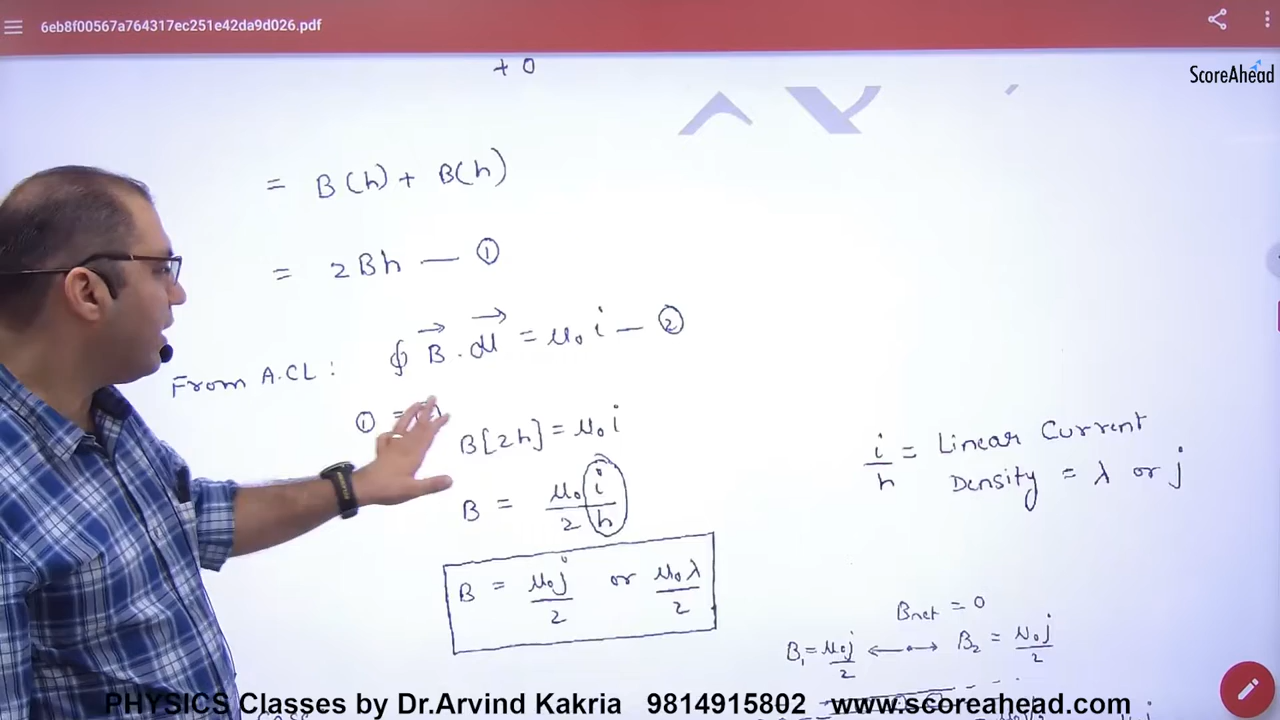 6eb8f00567a764317ec251e42da9d026.pdf
ScoreAhead
+ 0
= B(h) + B(h)
= 2Bh — ①
From A.C.L : ∮ B⃗ . dl⃗ = μ₀ i — ②
① =
B[2h] = μ₀ i
B = μ₀/2 i/h
i/h = Linear Current
Density = λ or j
B = μ₀j/2 or μ₀λ/2
Bnet = 0
B₁ = μ₀j/2 ←•→ B₂ = μ₀j/2
PHYSICS Classes by Dr.Arvind Kakria 9814915802 www.scoreahead.com